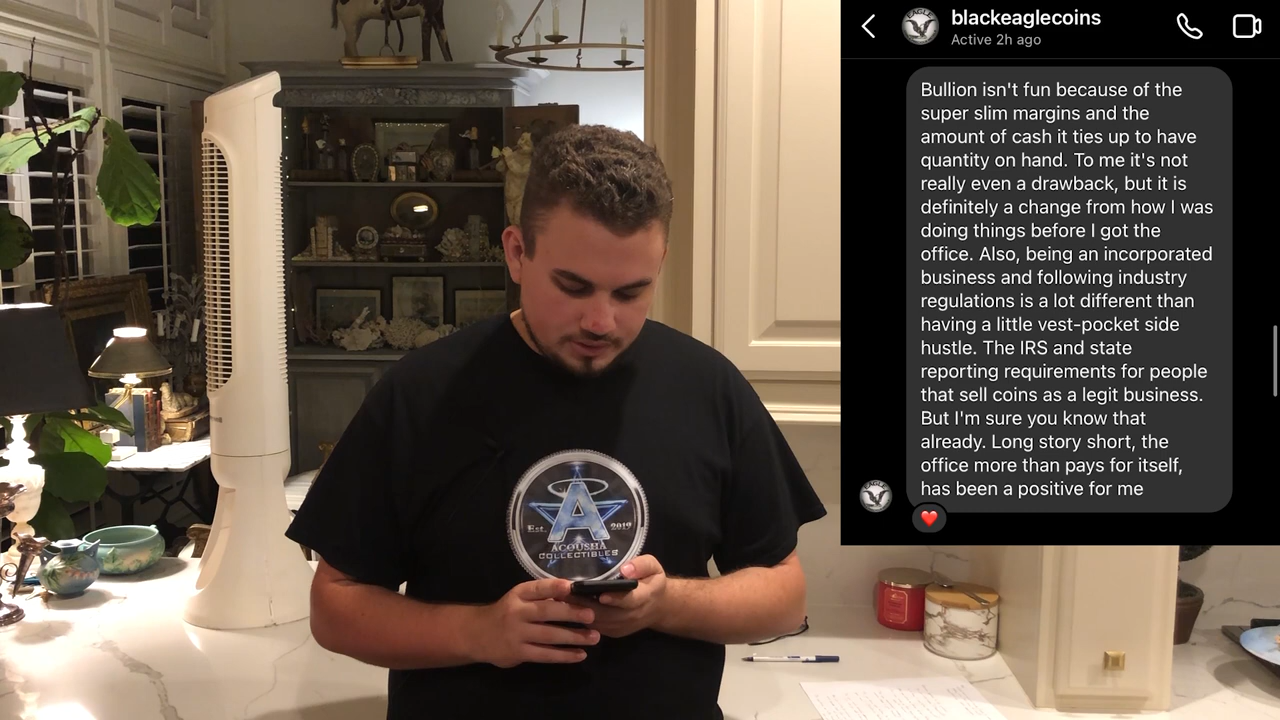 blackeaglecoins
Active 2h ago
Bullion isn't fun because of the
super slim margins and the
amount of cash it ties up to have
quantity on hand. To me it's not
really even a drawback, but it is
definitely a change from how I was
doing things before I got the
office. Also, being an incorporated
business and following industry
regulations is a lot different than
having a little vest-pocket side
hustle. The IRS and state
reporting requirements for people
that sell coins as a legit business.
But I'm sure you know that
already. Long story short, the
office more than pays for itself,
has been a positive for me
EAGLE
EAGLE
A
Est. 2019
ACOUSHA
COLLECTIBLES